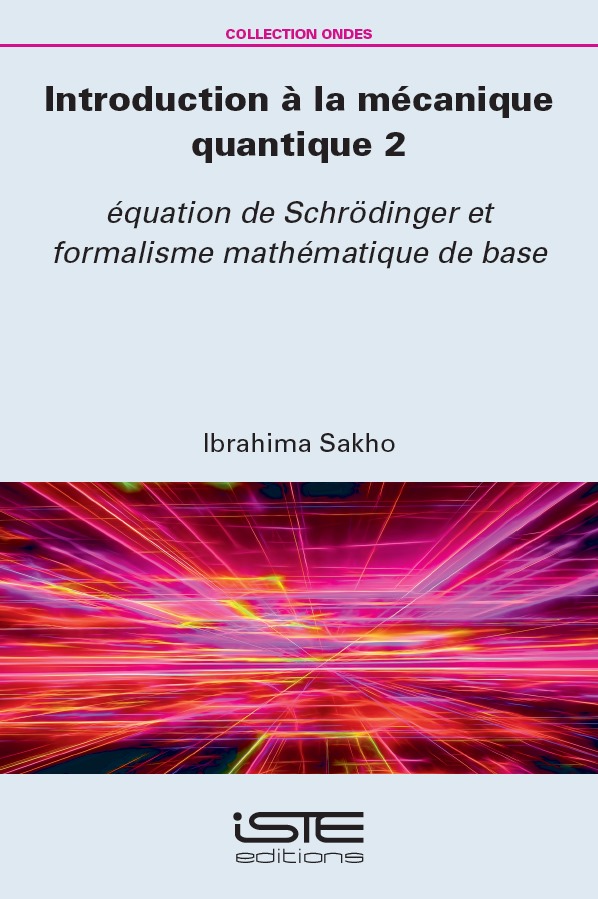 COLLECTION ONDES
Introduction à la mécanique
quantique 2
équation de Schrödinger et
formalisme mathématique de base
Ibrahima Sakho
iSTE
editions